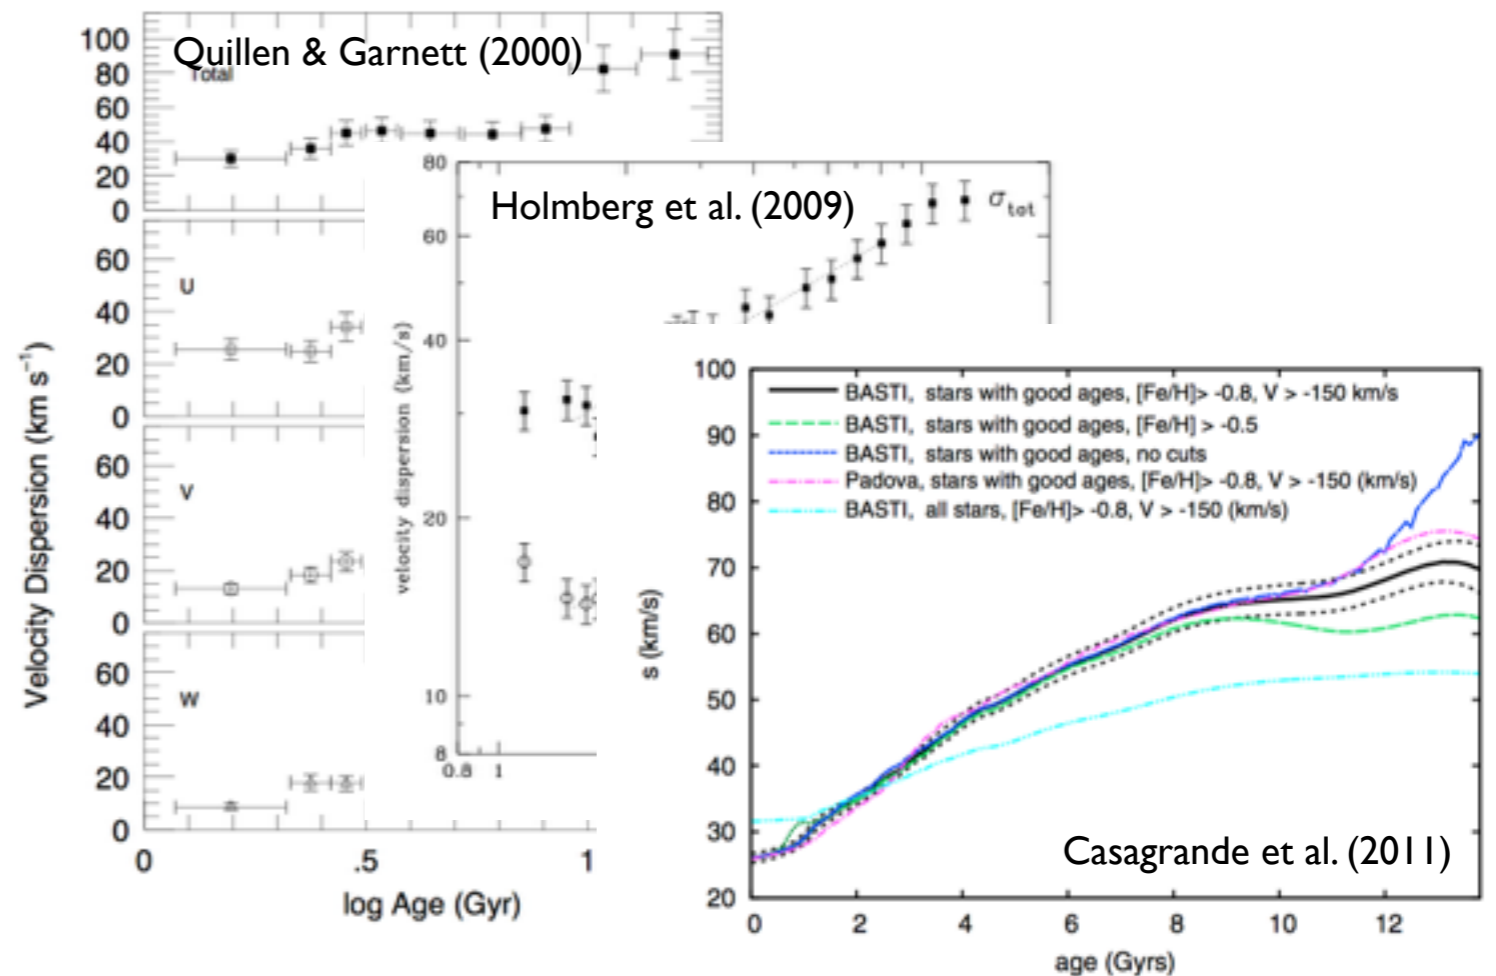 Quillen & Garnett (2000)
Total
100
80
60
40
20
0
U
60
40
20
0
V
60
40
20
0
W
60
40
20
0
Velocity Dispersion (km s⁻¹)
0 .5 1
log Age (Gyr)
Holmberg et al. (2009)
σtot
80
60
40
20
10
8
velocity dispersion (km/s)
0.8 1
100
90
80
70
60
50
40
30
20
BASTI, stars with good ages, [Fe/H]> -0.8, V > -150 km/s
BASTI, stars with good ages, [Fe/H] > -0.5
BASTI, stars with good ages, no cuts
Padova, stars with good ages, [Fe/H]> -0.8, V > -150 (km/s)
BASTI, all stars, [Fe/H]> -0.8, V > -150 (km/s)
s (km/s)
Casagrande et al. (2011)
0 2 4 6 8 10 12
age (Gyrs)